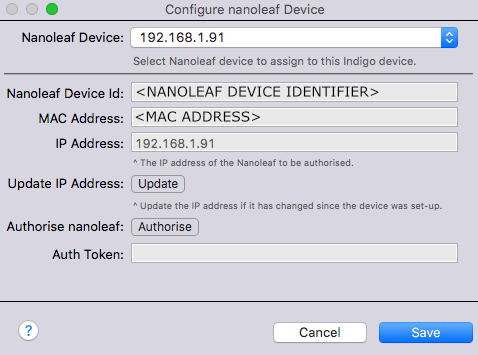 Configure nanoleaf Device
Nanoleaf Device: 192.168.1.91
Select Nanoleaf device to assign to this Indigo device.
Nanoleaf Device Id: <NANOLEAF DEVICE IDENTIFIER>
MAC Address: <MAC ADDRESS>
IP Address: 192.168.1.91
^ The IP address of the Nanoleaf to be authorised.
Update IP Address: Update
^ Update the IP address if it has changed since the device was set-up.
Authorise nanoleaf: Authorise
Auth Token:
? Cancel Save